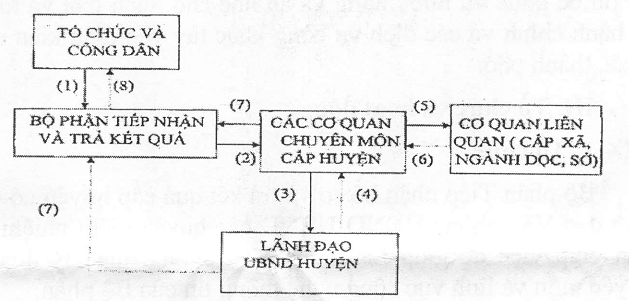 TỔ CHỨC VÀ
CÔNG DÂN
(1)
(8)
BỘ PHẬN TIẾP NHẬN
VÀ TRẢ KẾT QUẢ
(7)
(2)
CÁC CƠ QUAN
CHUYÊN MÔN
CẤP HUYỆN
(5)
(6)
CƠ QUAN LIÊN
QUAN ( CẤP XÃ,
NGÀNH DỌC, SỞ)
(7)
(3)
(4)
LÃNH ĐẠO
UBND HUYỆN